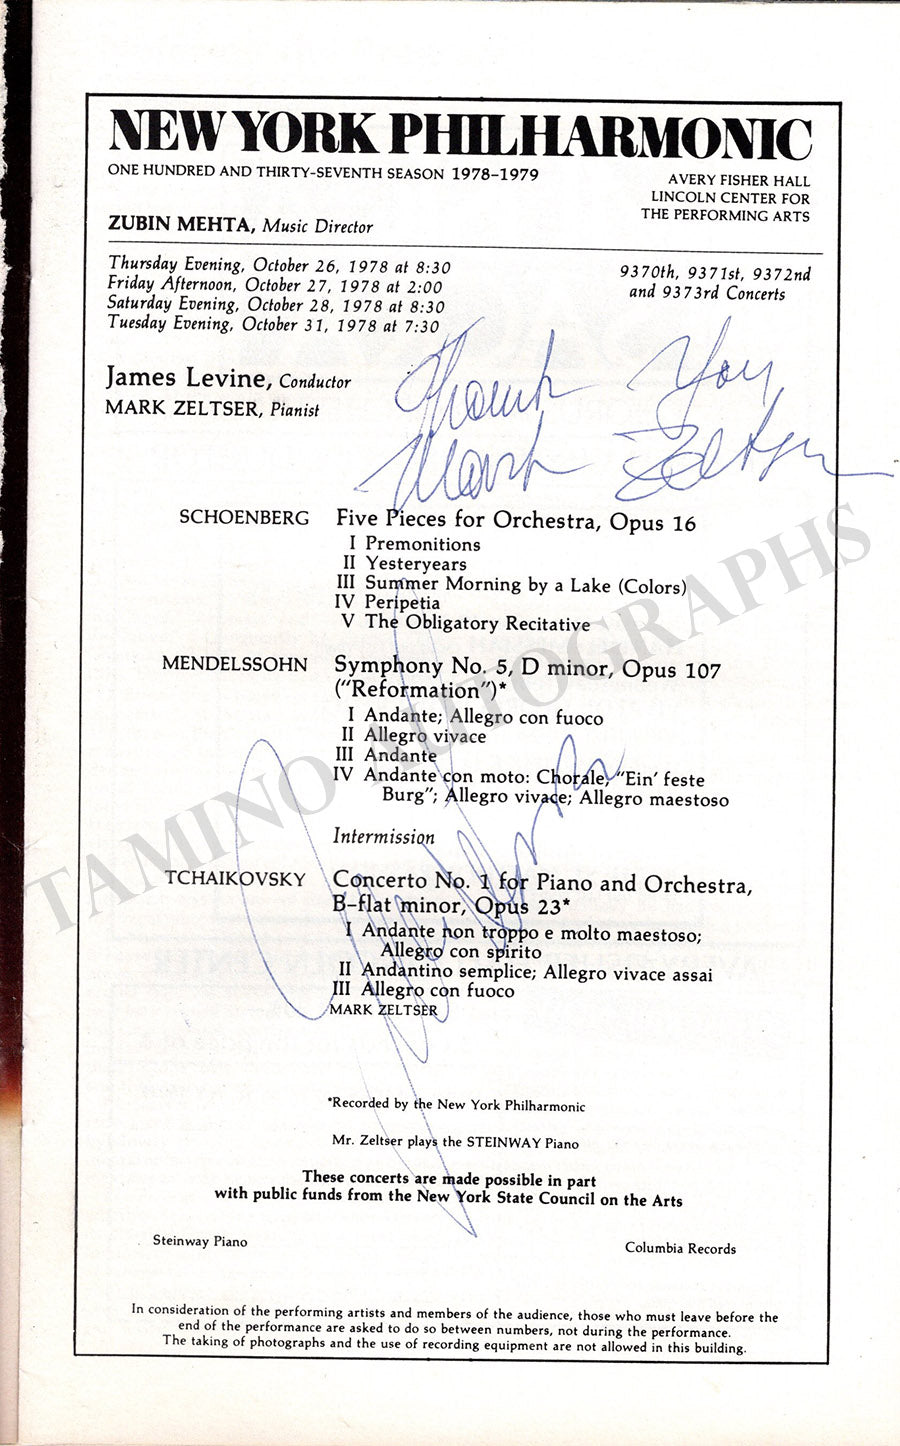 NEW YORK PHILHARMONIC
ONE HUNDRED AND THIRTY-SEVENTH SEASON 1978–1979
AVERY FISHER HALL
LINCOLN CENTER FOR
THE PERFORMING ARTS
ZUBIN MEHTA, Music Director
Thursday Evening, October 26, 1978 at 8:30
Friday Afternoon, October 27, 1978 at 2:00
Saturday Evening, October 28, 1978 at 8:30
Tuesday Evening, October 31, 1978 at 7:30
9370th, 9371st, 9372nd
and 9373rd Concerts
James Levine, Conductor
MARK ZELTSER, Pianist
Thank You
Mark Zeltser
SCHOENBERG Five Pieces for Orchestra, Opus 16
I Premonitions
II Yesteryears
III Summer Morning by a Lake (Colors)
IV Peripetia
V The Obligatory Recitative
MENDELSSOHN Symphony No. 5, D minor, Opus 107
("Reformation")*
I Andante; Allegro con fuoco
II Allegro vivace
III Andante
IV Andante con moto: Chorale, "Ein' feste
Burg"; Allegro vivace; Allegro maestoso
Intermission
TCHAIKOVSKY Concerto No. 1 for Piano and Orchestra,
B–flat minor, Opus 23*
I Andante non troppo e molto maestoso;
Allegro con spirito
II Andantino semplice; Allegro vivace assai
III Allegro con fuoco
MARK ZELTSER
*Recorded by the New York Philharmonic
Mr. Zeltser plays the STEINWAY Piano
These concerts are made possible in part
with public funds from the New York State Council on the Arts
Steinway Piano
Columbia Records
In consideration of the performing artists and members of the audience, those who must leave before the
end of the performance are asked to do so between numbers, not during the performance.
The taking of photographs and the use of recording equipment are not allowed in this building.
TAMINO AUTOGRAPHS